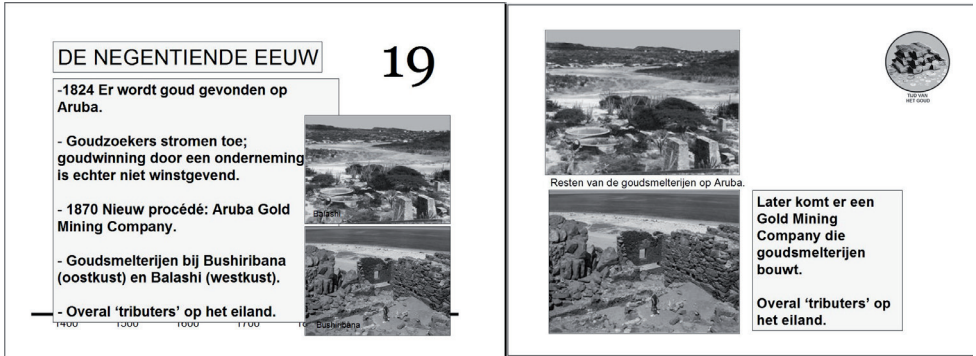 DE NEGENTIENDE EEUW
19
-1824 Er wordt goud gevonden op
Aruba.
- Goudzoekers stromen toe;
goudwinning door een onderneming
is echter niet winstgevend.
- 1870 Nieuw procédé: Aruba Gold
Mining Company.
- Goudsmelterijen bij Bushiribana
(oostkust) en Balashi (westkust).
- Overal ‘tributers’ op het eiland.
Balashi
Bushiribana
1400 1500 1600 1700
TIJD VAN
HET GOUD
Resten van de goudsmelterijen op Aruba.
Later komt er een
Gold Mining
Company die
goudsmelterijen
bouwt.
Overal ‘tributers’ op
het eiland.